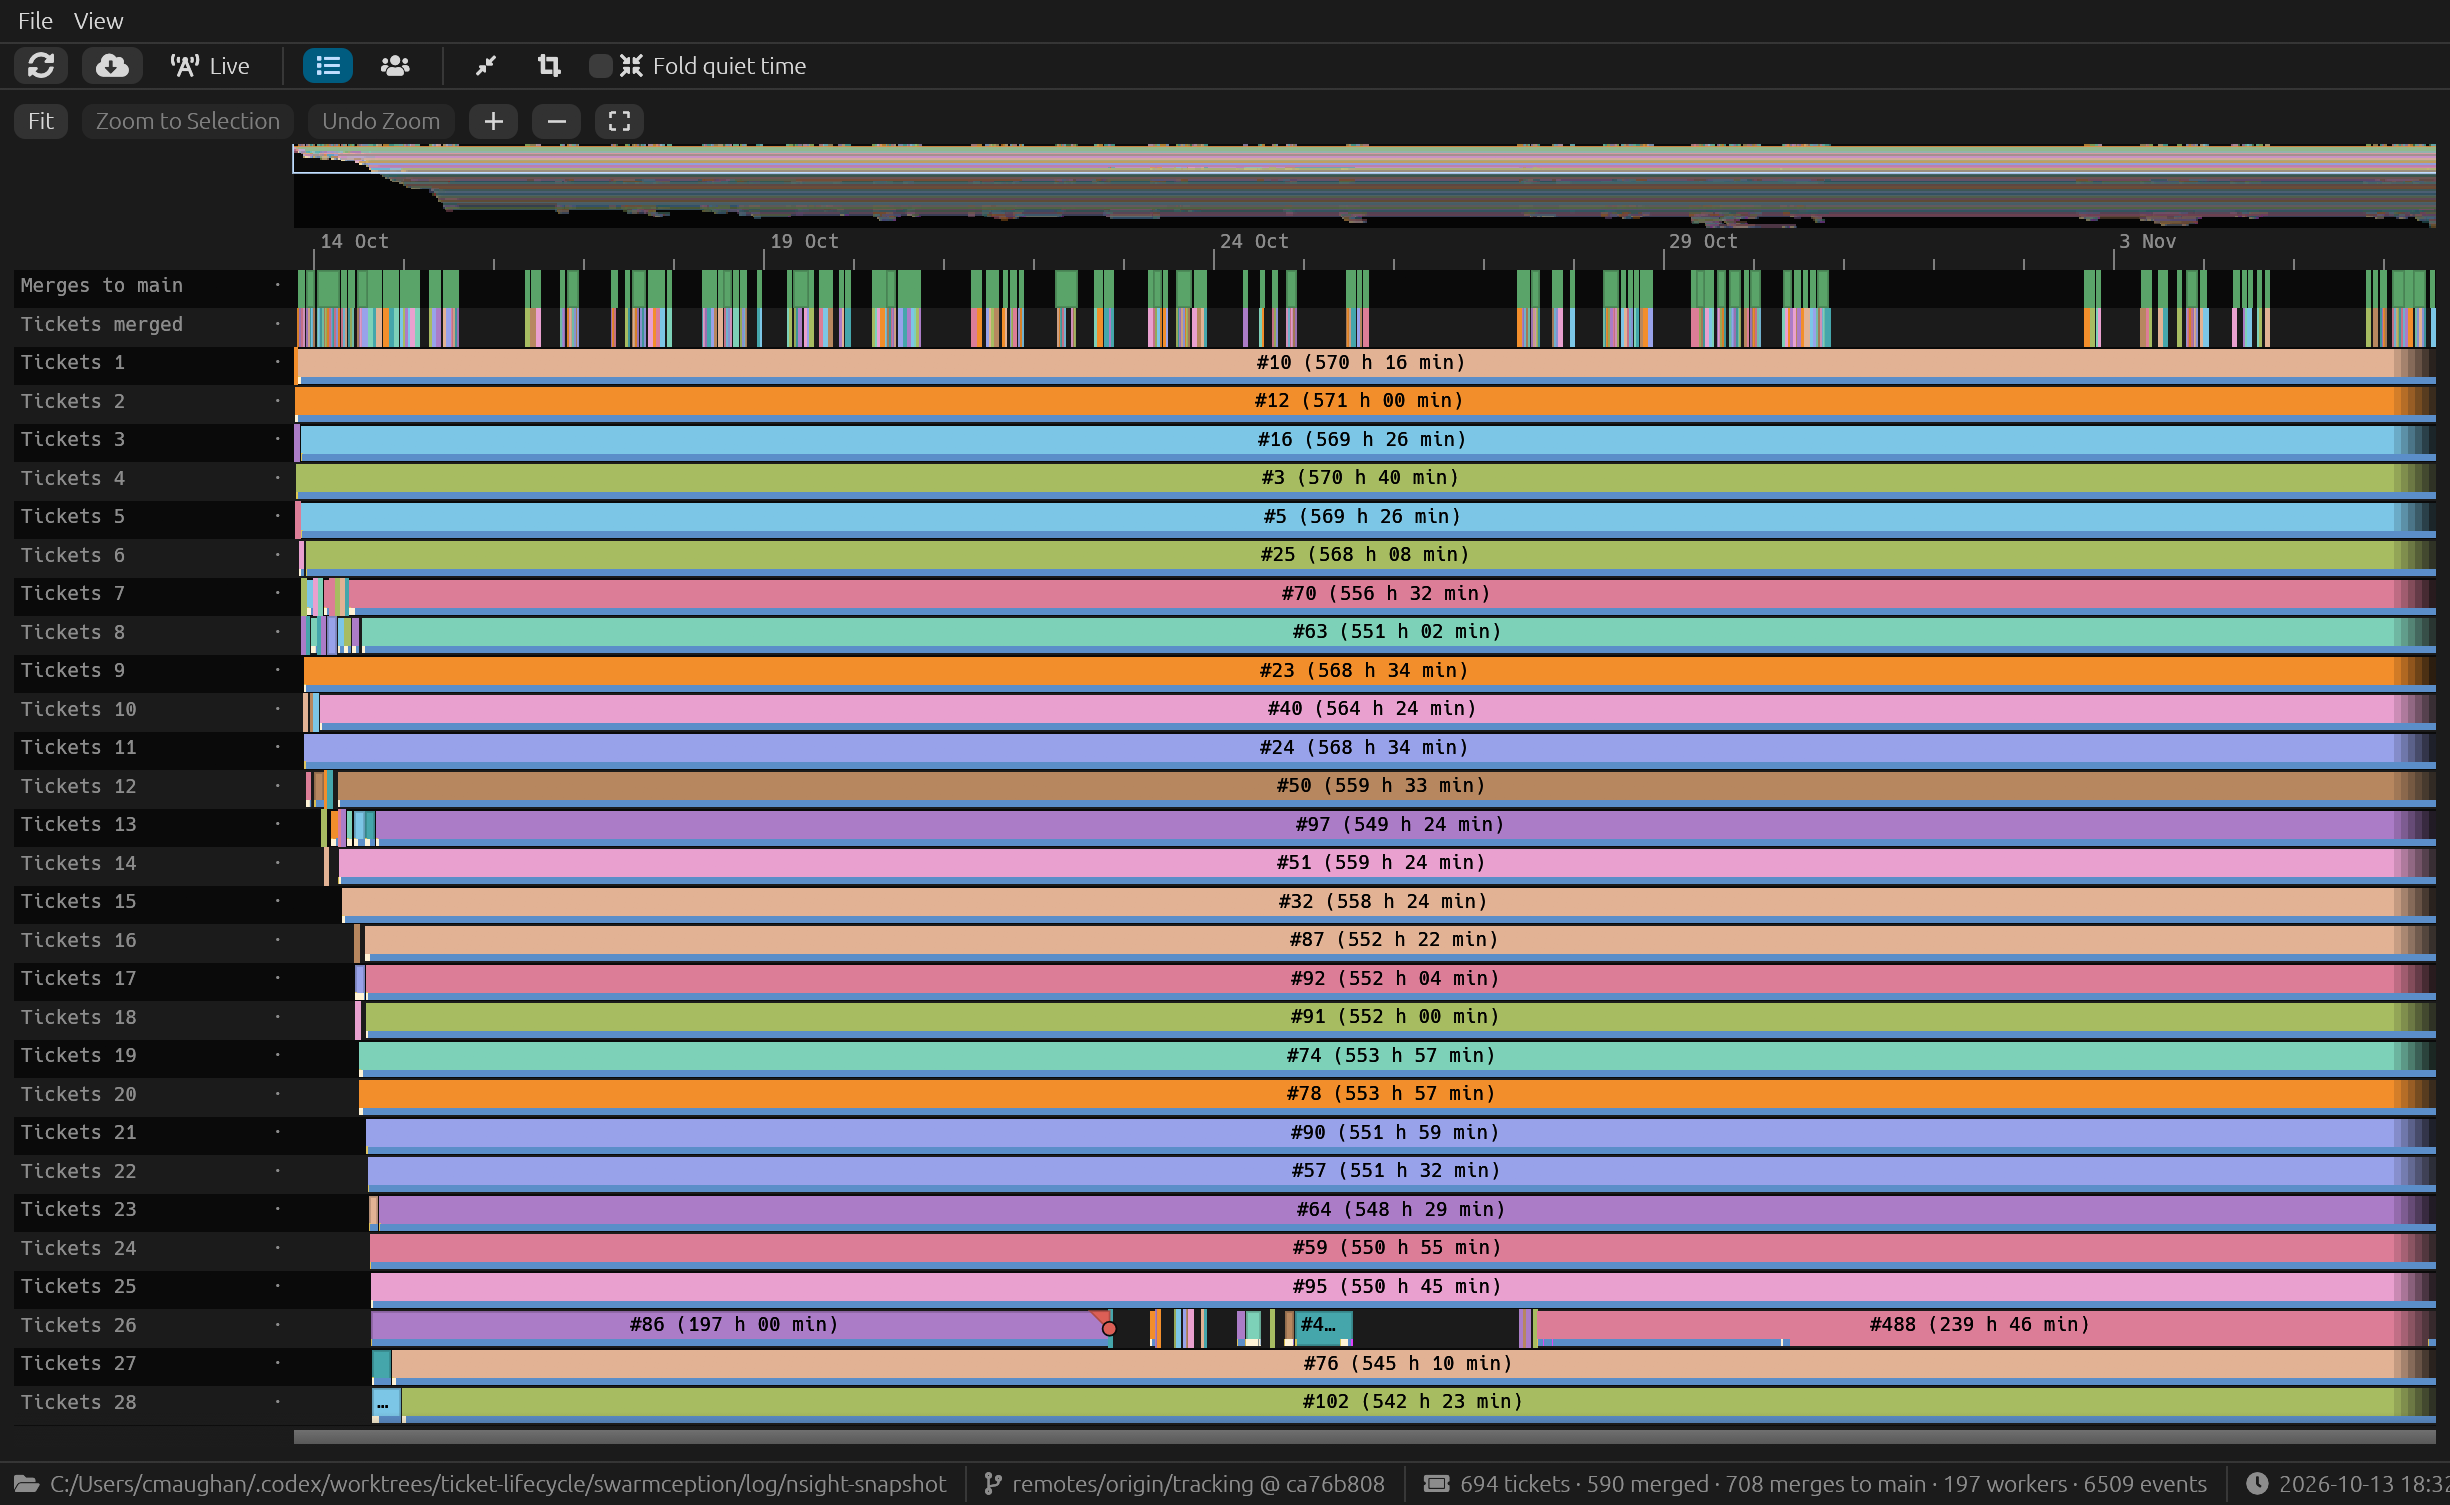 File View
Live Fold quiet time
Fit Zoom to Selection Undo Zoom + −
14 Oct 19 Oct 24 Oct 29 Oct 3 Nov
Merges to main
Tickets merged
Tickets 1 #10 (570 h 16 min)
Tickets 2 #12 (571 h 00 min)
Tickets 3 #16 (569 h 26 min)
Tickets 4 #3 (570 h 40 min)
Tickets 5 #5 (569 h 26 min)
Tickets 6 #25 (568 h 08 min)
Tickets 7 #70 (556 h 32 min)
Tickets 8 #63 (551 h 02 min)
Tickets 9 #23 (568 h 34 min)
Tickets 10 #40 (564 h 24 min)
Tickets 11 #24 (568 h 34 min)
Tickets 12 #50 (559 h 33 min)
Tickets 13 #97 (549 h 24 min)
Tickets 14 #51 (559 h 24 min)
Tickets 15 #32 (558 h 24 min)
Tickets 16 #87 (552 h 22 min)
Tickets 17 #92 (552 h 04 min)
Tickets 18 #91 (552 h 00 min)
Tickets 19 #74 (553 h 57 min)
Tickets 20 #78 (553 h 57 min)
Tickets 21 #90 (551 h 59 min)
Tickets 22 #57 (551 h 32 min)
Tickets 23 #64 (548 h 29 min)
Tickets 24 #59 (550 h 55 min)
Tickets 25 #95 (550 h 45 min)
Tickets 26 #86 (197 h 00 min) #4... #488 (239 h 46 min)
Tickets 27 #76 (545 h 10 min)
Tickets 28 ... #102 (542 h 23 min)
C:/Users/cmaughan/.codex/worktrees/ticket-lifecycle/swarmception/log/nsight-snapshot remotes/origin/tracking @ ca76b808 694 tickets · 590 merged · 708 merges to main · 197 workers · 6509 events 2026-10-13 18:32